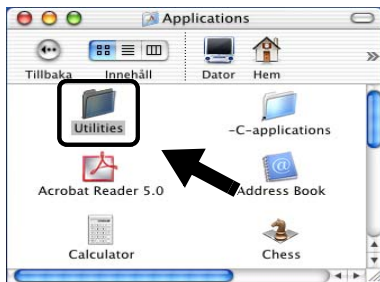 Applications
Tillbaka Innehåll Dator Hem
Utilities -C-applications
Acrobat Reader 5.0 Address Book
Calculator Chess